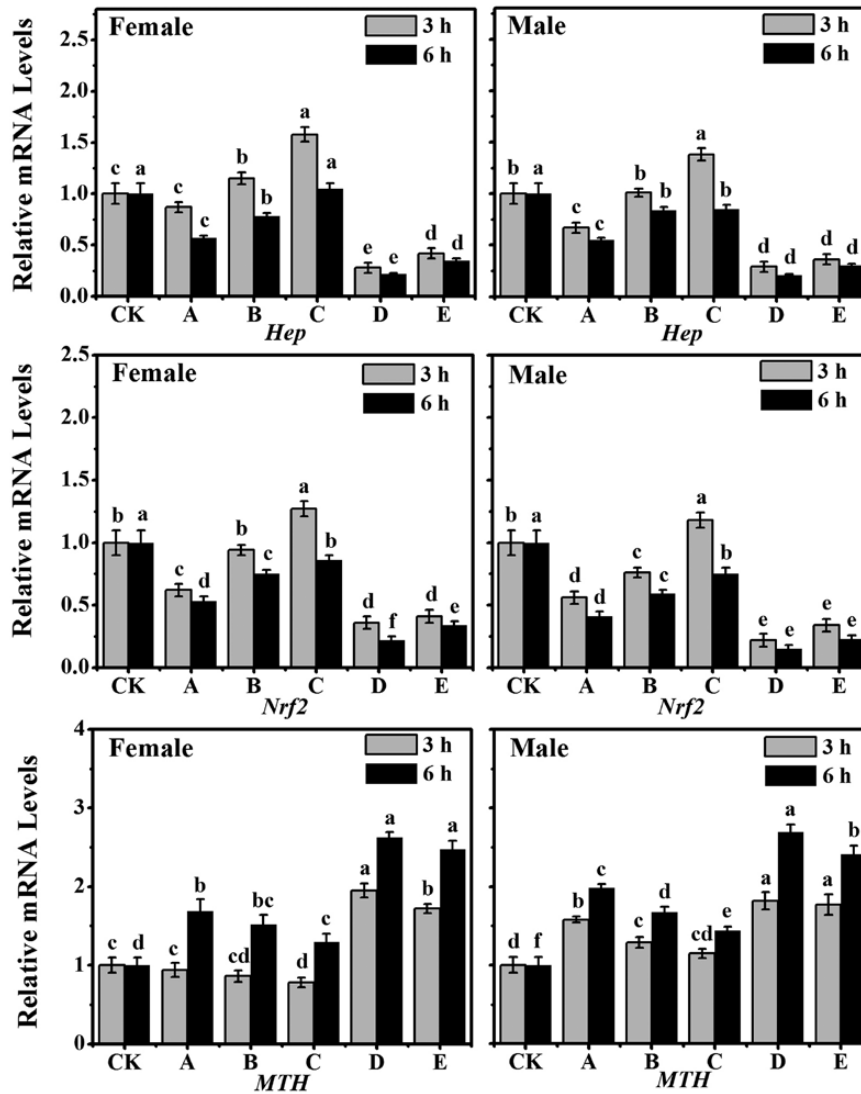 Relative mRNA Levels
2.5
2.0
1.5
1.0
0.5
0.0
Female
3 h
6 h
c a
c c
b b
a a
e e
d d
CK A B C D E
Hep
Male
3 h
6 h
b a
c c
b b
a b
d d
d d
CK A B C D E
Hep
Relative mRNA Levels
2.5
2.0
1.5
1.0
0.5
0.0
Female
3 h
6 h
b a
c d
b c
a b
d f
d e
CK A B C D E
Nrf2
Male
3 h
6 h
b a
d d
c c
a b
e e
e e
CK A B C D E
Nrf2
Relative mRNA Levels
4
3
2
1
0
Female
3 h
6 h
c d
c b
cd bc
d c
a a
b a
CK A B C D E
MTH
Male
3 h
6 h
d f
b c
c d
cd e
a a
a b
CK A B C D E
MTH